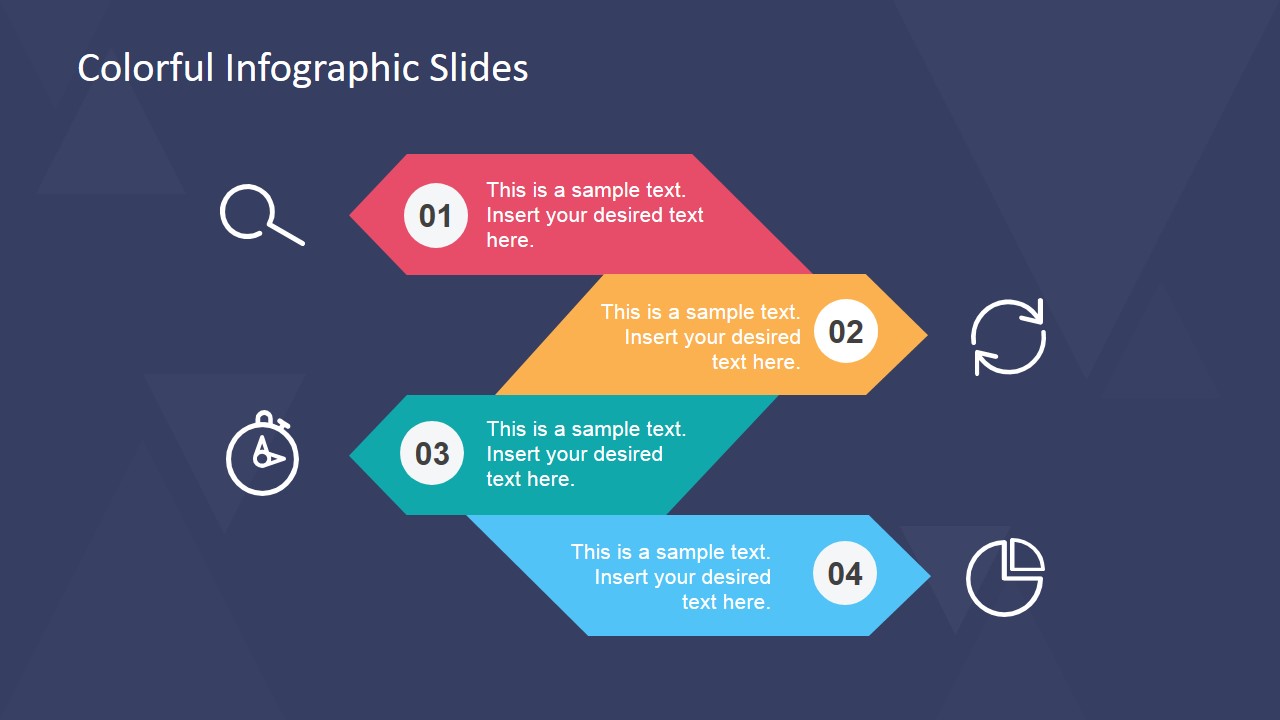 Colorful Infographic Slides
01
This is a sample text.
Insert your desired text
here.
This is a sample text.
Insert your desired
text here.
02
03
This is a sample text.
Insert your desired
text here.
This is a sample text.
Insert your desired
text here.
04